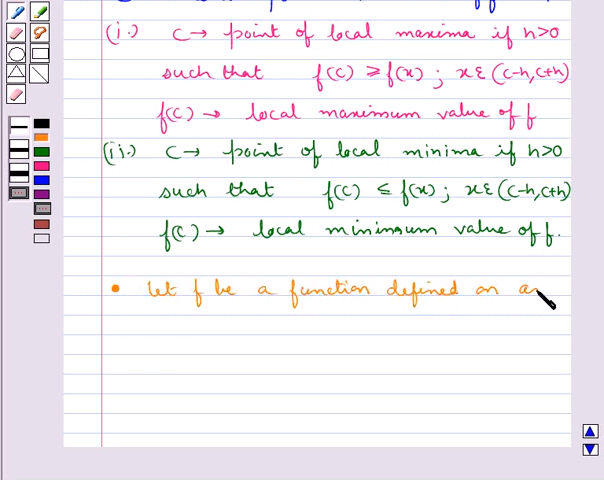 (i.) c → point of local maxima if h>0
such that f(c) ⩾ f(x) ; x ε (c-h, c+h)
f(c) → local maximum value of f
(ii.) c → point of local minima if h>0
such that f(c) ≤ f(x) ; x ε (c-h, c+h)
f(c) → local minimum value of f.
• Let f be a function defined on an